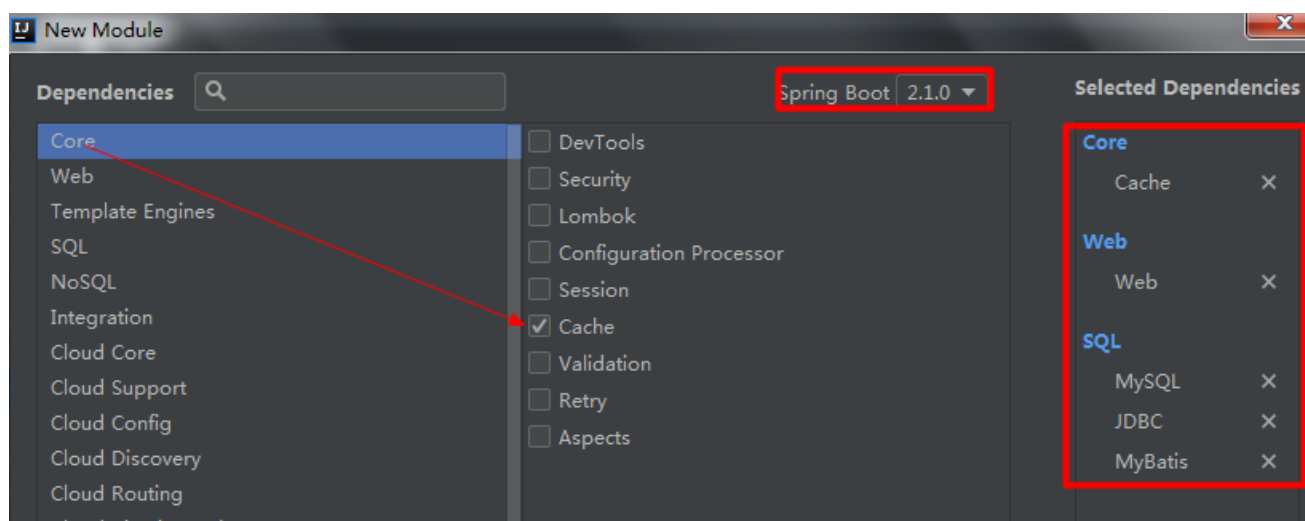 IJ New Module
Dependencies
Spring Boot 2.1.0
Selected Dependencies
Core
Web
Template Engines
SQL
NoSQL
Integration
Cloud Core
Cloud Support
Cloud Config
Cloud Discovery
Cloud Routing
DevTools
Security
Lombok
Configuration Processor
Session
Cache
Validation
Retry
Aspects
Core
Cache
Web
Web
SQL
MySQL
JDBC
MyBatis